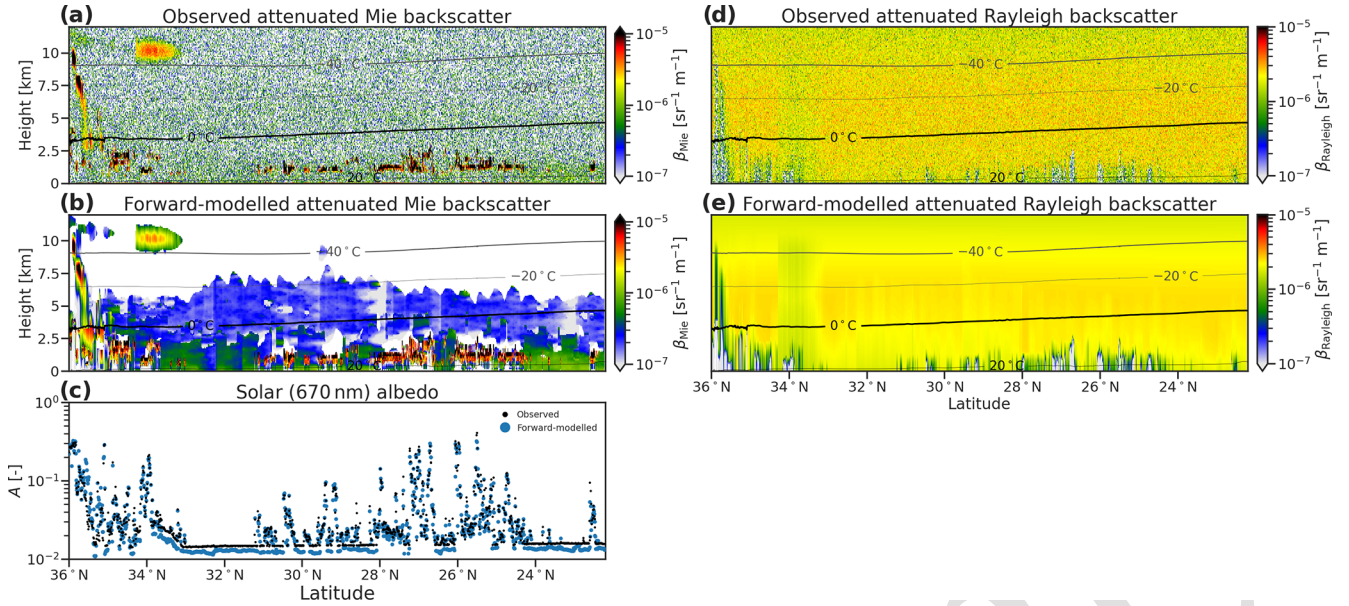 (a) Observed attenuated Mie backscatter
Height [km]
10
7.5
5
2.5
0
−40°C
−20°C
0°C
20°C
10⁻⁵
10⁻⁶
10⁻⁷
β_Mie [sr⁻¹ m⁻¹]
(d) Observed attenuated Rayleigh backscatter
−40°C
−20°C
0°C
20°C
10⁻⁵
10⁻⁶
10⁻⁷
β_Rayleigh [sr⁻¹ m⁻¹]
(b) Forward-modelled attenuated Mie backscatter
Height [km]
10
7.5
5
2.5
0
−40°C
−20°C
0°C
20°C
10⁻⁵
10⁻⁶
10⁻⁷
β_Mie [sr⁻¹ m⁻¹]
(e) Forward-modelled attenuated Rayleigh backscatter
−40°C
−20°C
0°C
20°C
36°N 34°N 32°N 30°N 28°N 26°N 24°N
Latitude
10⁻⁵
10⁻⁶
10⁻⁷
β_Rayleigh [sr⁻¹ m⁻¹]
(c) Solar (670 nm) albedo
A [-]
10⁰
10⁻¹
10⁻²
Observed
Forward-modelled
36°N 34°N 32°N 30°N 28°N 26°N 24°N
Latitude